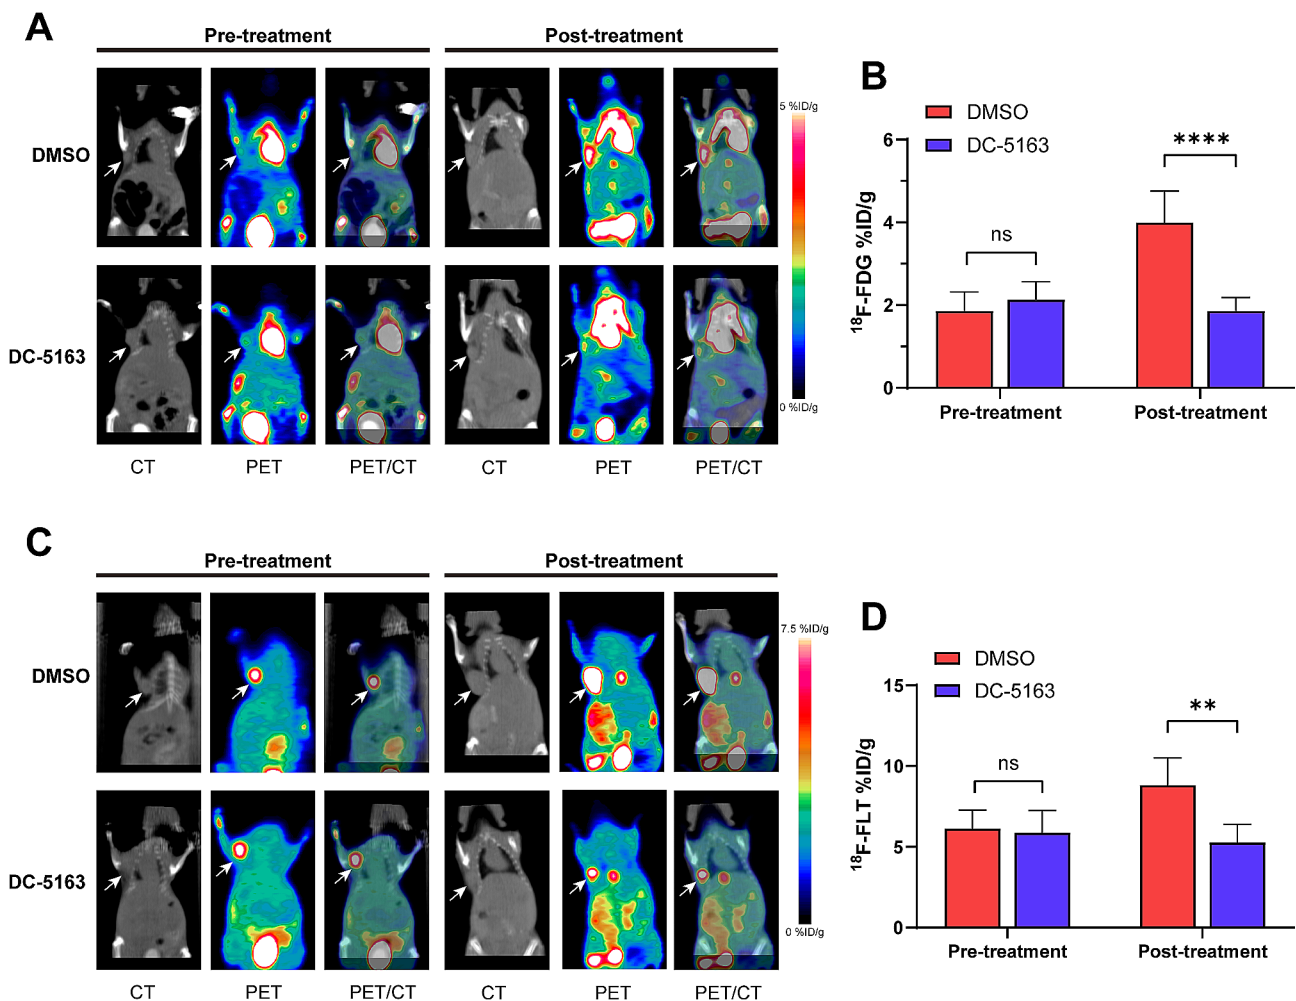 A
Pre-treatment
Post-treatment
DMSO
DC-5163
5 %ID/g
0 %ID/g
CT
PET
PET/CT
CT
PET
PET/CT
B
DMSO
DC-5163
¹⁸F-FDG %ID/g
6
4
2
0
ns
****
Pre-treatment
Post-treatment
C
Pre-treatment
Post-treatment
DMSO
DC-5163
7.5 %ID/g
0 %ID/g
CT
PET
PET/CT
CT
PET
PET/CT
D
DMSO
DC-5163
¹⁸F-FLT %ID/g
15
10
5
0
ns
**
Pre-treatment
Post-treatment